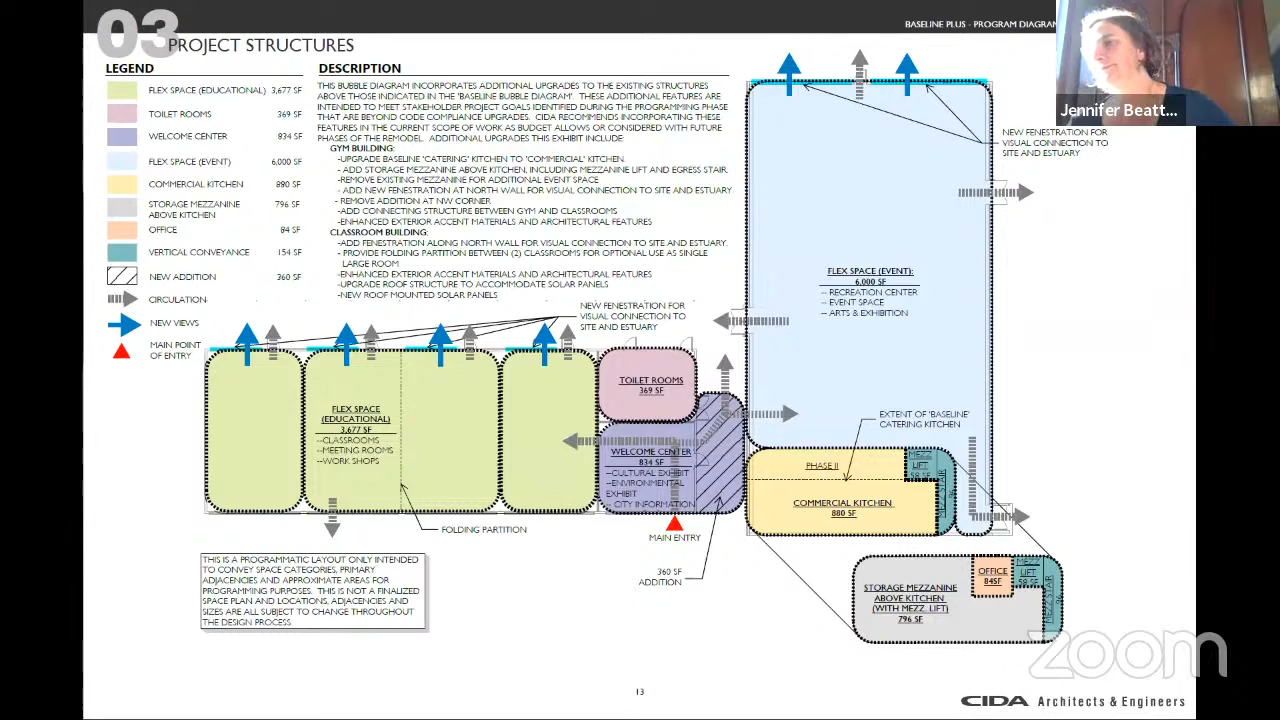 03
PROJECT STRUCTURES
BASELINE PLUS - PROGRAM DIAGRAM
Jennifer Beatt...
LEGEND
FLEX SPACE (EDUCATIONAL) 3,677 SF
TOILET ROOMS 369 SF
WELCOME CENTER 834 SF
FLEX SPACE (EVENT) 6,000 SF
COMMERCIAL KITCHEN 880 SF
STORAGE MEZZANINE 796 SF
ABOVE KITCHEN
OFFICE 84 SF
VERTICAL CONVEYANCE 154 SF
NEW ADDITION 360 SF
CIRCULATION
NEW VIEWS
MAIN POINT
OF ENTRY
DESCRIPTION
THIS BUBBLE DIAGRAM INCORPORATES ADDITIONAL UPGRADES TO THE EXISTING STRUCTURES
ABOVE THOSE INDICATED IN THE 'BASELINE BUBBLE DIAGRAM'. THESE ADDITIONAL FEATURES ARE
INTENDED TO MEET STAKEHOLDER PROJECT GOALS IDENTIFIED DURING THE PROGRAMMING PHASE
THAT ARE BEYOND CODE COMPLIANCE UPGRADES. CIDA RECOMMENDS INCORPORATING THESE
FEATURES IN THE CURRENT SCOPE OF WORK AS BUDGET ALLOWS OR CONSIDERED WITH FUTURE
PHASES OF THE REMODEL. ADDITIONAL UPGRADES THIS EXHIBIT INCLUDE:
GYM BUILDING:
-UPGRADE BASELINE 'CATERING' KITCHEN TO 'COMMERCIAL' KITCHEN.
- ADD STORAGE MEZZANINE ABOVE KITCHEN, INCLUDING MEZZANINE LIFT AND EGRESS STAIR.
-REMOVE EXISTING MEZZANINE FOR ADDITIONAL EVENT SPACE
- ADD NEW FENESTRATION AT NORTH WALL FOR VISUAL CONNECTION TO SITE AND ESTUARY
- REMOVE ADDITION AT NW CORNER
-ADD CONNECTING STRUCTURE BETWEEN GYM AND CLASSROOMS
-ENHANCED EXTERIOR ACCENT MATERIALS AND ARCHITECTURAL FEATURES
CLASSROOM BUILDING:
-ADD FENESTRATION ALONG NORTH WALL FOR VISUAL CONNECTION TO SITE AND ESTUARY.
- PROVIDE FOLDING PARTITION BETWEEN (2) CLASSROOMS FOR OPTIONAL USE AS SINGLE
LARGE ROOM
-ENHANCED EXTERIOR ACCENT MATERIALS AND ARCHITECTURAL FEATURES
-UPGRADE ROOF STRUCTURE TO ACCOMMODATE SOLAR PANELS
-NEW ROOF MOUNTED SOLAR PANELS
NEW FENESTRATION FOR
VISUAL CONNECTION TO
SITE AND ESTUARY
NEW FENESTRATION FOR
VISUAL CONNECTION TO
SITE AND ESTUARY
FLEX SPACE (EVENT):
6,000 SF
-- RECREATION CENTER
-- EVENT SPACE
-- ARTS & EXHIBITION
FLEX SPACE
(EDUCATIONAL)
3,677 SF
--CLASSROOMS
--MEETING ROOMS
--WORK SHOPS
TOILET ROOMS
369 SF
WELCOME CENTER
834 SF
--CULTURAL EXHIBIT
--ENVIRONMENTAL
EXHIBIT
-- CITY INFORMATION
EXTENT OF 'BASELINE'
CATERING KITCHEN
PHASE II
COMMERCIAL KITCHEN
880 SF
MEZZ
LIFT
58 SF
MEZZ STAIR
96
FOLDING PARTITION
MAIN ENTRY
360 SF
ADDITION
STORAGE MEZZANINE
ABOVE KITCHEN
(WITH MEZZ. LIFT)
796 SF
OFFICE
84SF
MEZZ
LIFT
58 SF
MEZZ STAIR
96
THIS IS A PROGRAMMATIC LAYOUT ONLY INTENDED
TO CONVEY SPACE CATEGORIES, PRIMARY
ADJACENCIES AND APPROXIMATE AREAS FOR
PROGRAMMING PURPOSES. THIS IS NOT A FINALIZED
SPACE PLAN AND LOCATIONS, ADJACENCIES AND
SIZES ARE ALL SUBJECT TO CHANGE THROUGHOUT
THE DESIGN PROCESS
zoom
13
CIDA Architects & Engineers